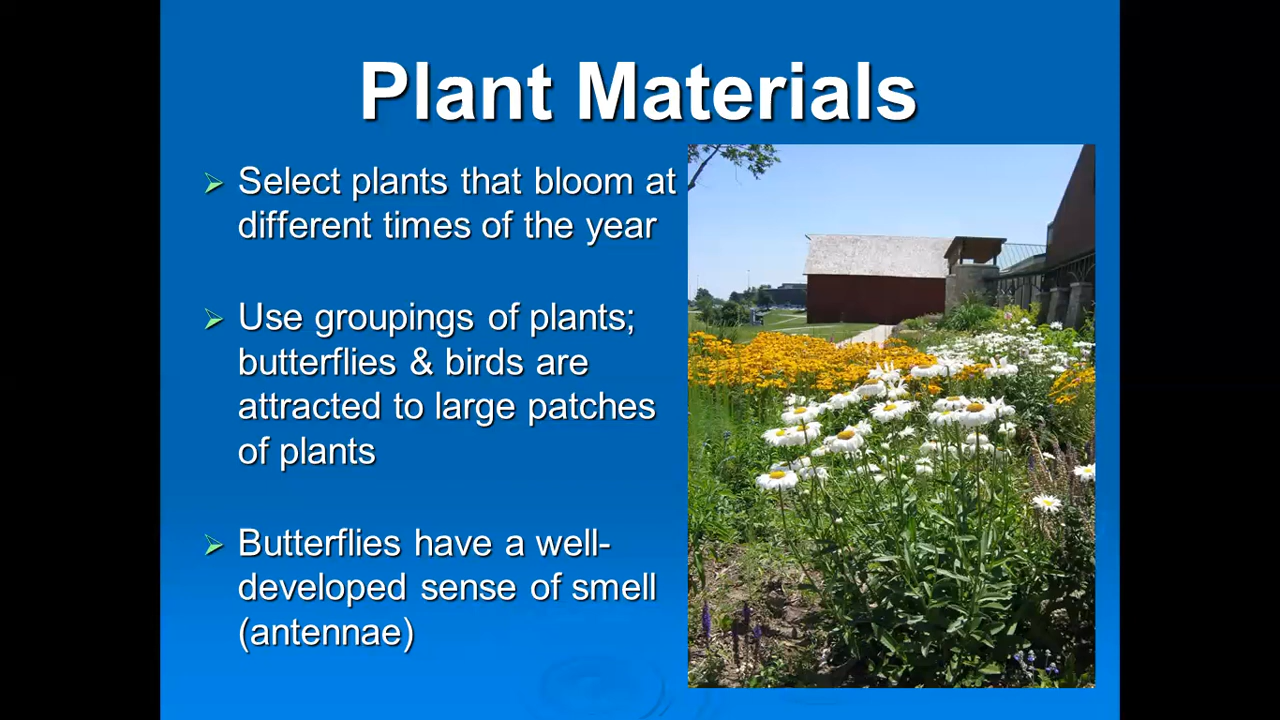 Plant Materials
Select plants that bloom at
different times of the year
Use groupings of plants;
butterflies & birds are
attracted to large patches
of plants
Butterflies have a well-
developed sense of smell
(antennae)